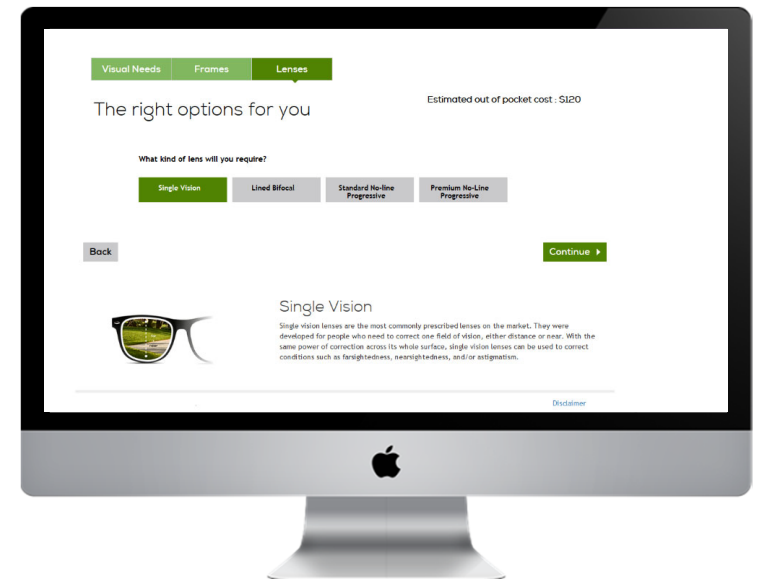 Visual Needs Frames Lenses
The right options for you
Estimated out of pocket cost : $120
What kind of lens will you require?
Single Vision
Lined Bifocal
Standard No-line
Progressive
Premium No-Line
Progressive
Back
Continue
Single Vision
Single vision lenses are the most commonly prescribed lenses on the market. They were
developed for people who need to correct one field of vision, either distance or near. With the
same power of correction across its whole surface, single vision lenses can be used to correct
conditions such as farsightedness, nearsightedness, and/or astigmatism.
Disclaimer